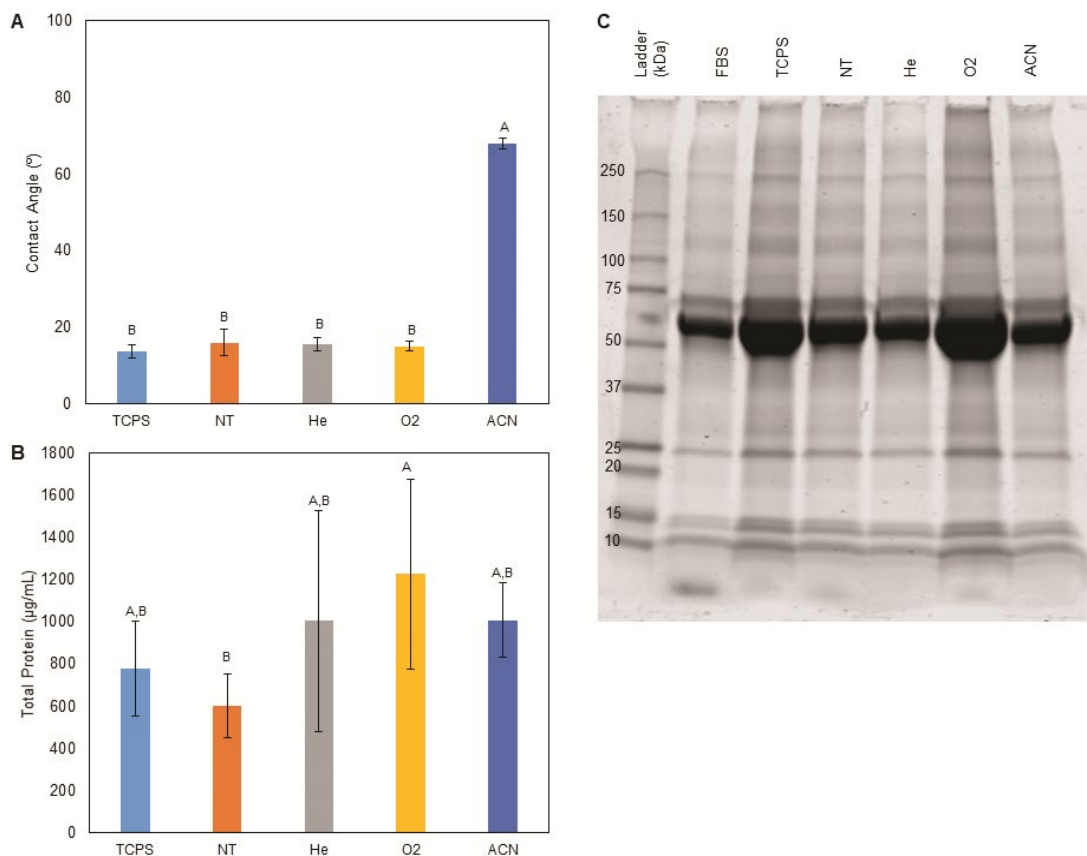 A
100
80
60
40
20
0
Contact Angle (º)
B
B
B
B
A
TCPS
NT
He
O2
ACN
B
1800
1600
1400
1200
1000
800
600
400
200
0
Total Protein (µg/mL)
A,B
B
A,B
A
A,B
TCPS
NT
He
O2
ACN
C
Ladder
(kDa)
FBS
TCPS
NT
He
O2
ACN
250
150
100
75
50
37
25
20
15
10